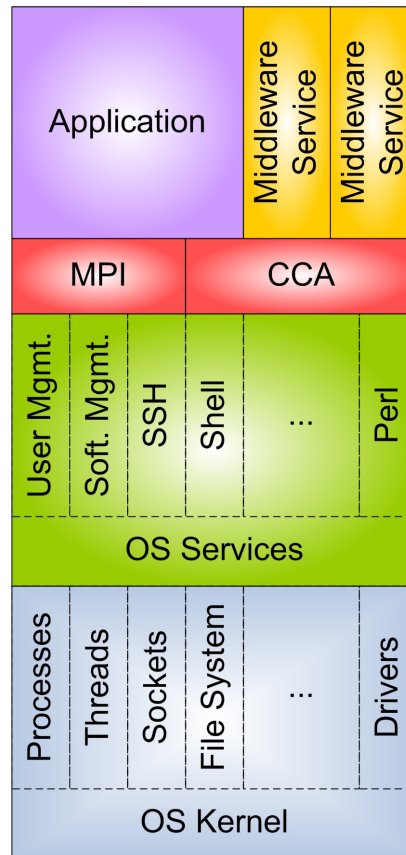 Application
Middleware
Service
Middleware
Service
MPI
CCA
User Mgmt.
Soft. Mgmt.
SSH
Shell
...
Perl
OS Services
Processes
Threads
Sockets
File System
...
Drivers
OS Kernel